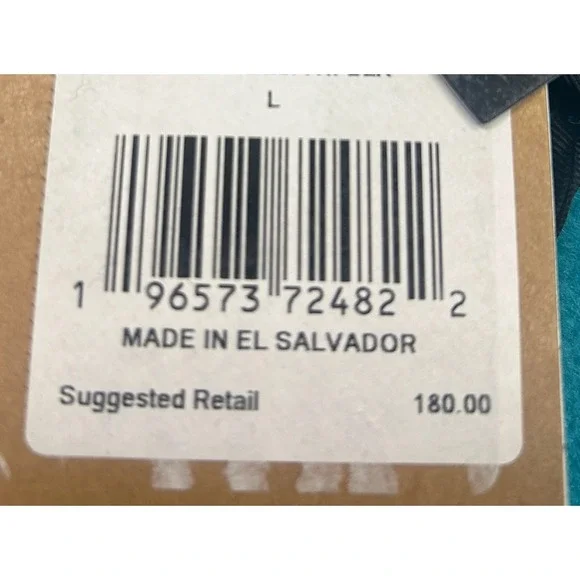 L
1 96573 72482 2
MADE IN EL SALVADOR
Suggested Retail 180.00